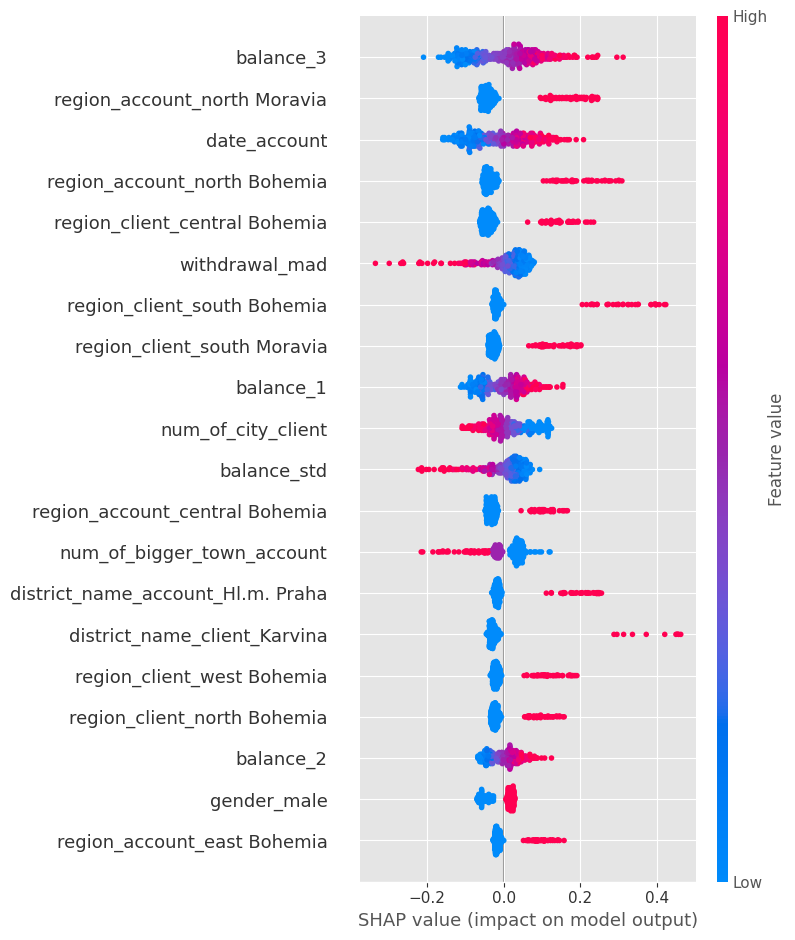 High
balance_3
region_account_north Moravia
date_account
region_account_north Bohemia
region_client_central Bohemia
withdrawal_mad
region_client_south Bohemia
region_client_south Moravia
balance_1
num_of_city_client
balance_std
region_account_central Bohemia
num_of_bigger_town_account
district_name_account_Hl.m. Praha
district_name_client_Karvina
region_client_west Bohemia
region_client_north Bohemia
balance_2
gender_male
region_account_east Bohemia
Feature value
Low
−0.2 0.0 0.2 0.4
SHAP value (impact on model output)